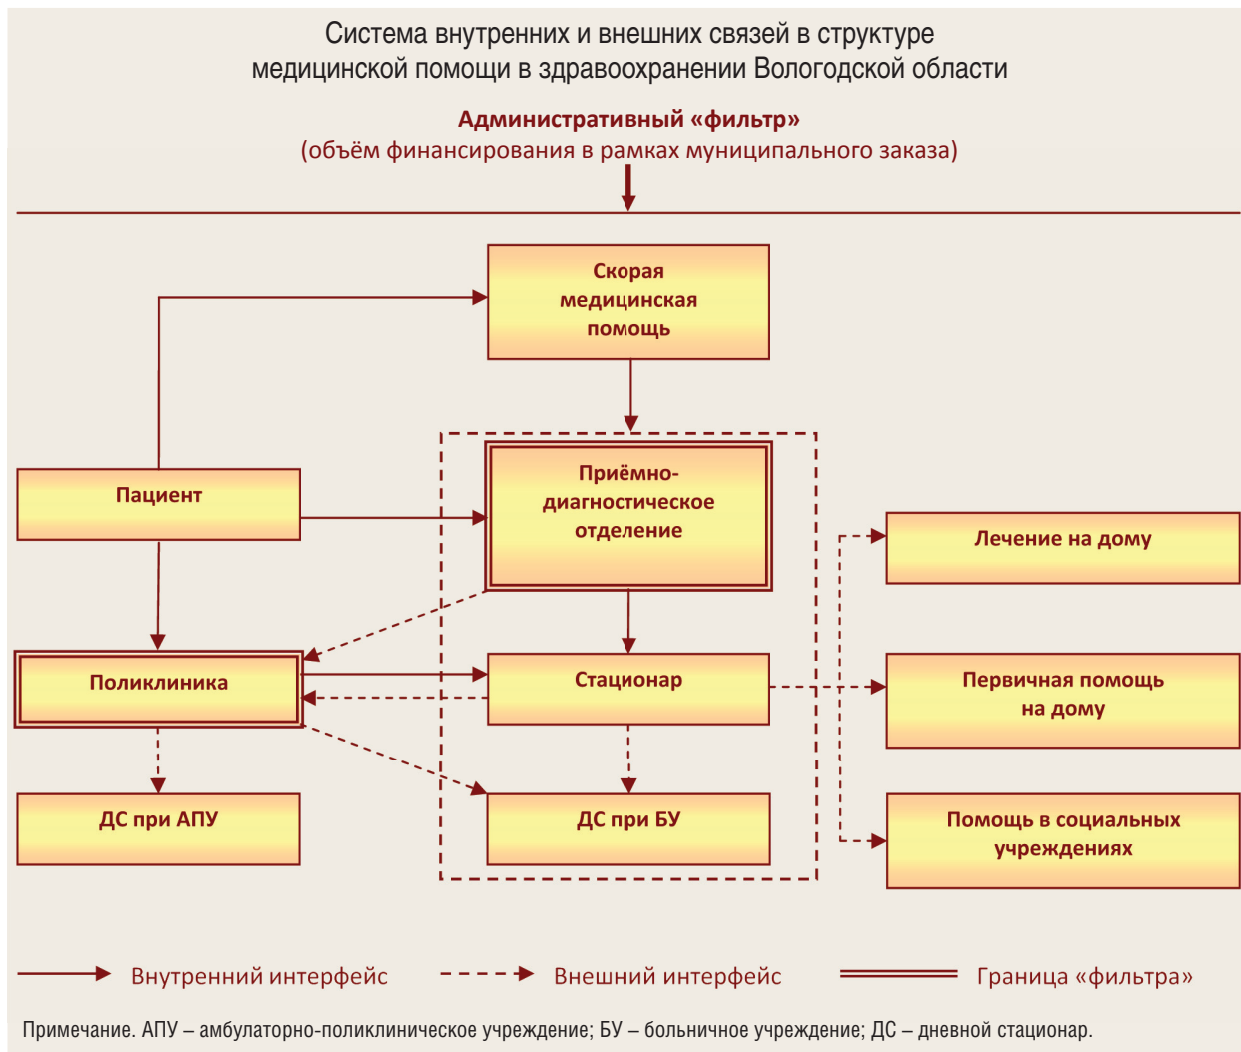 Система внутренних и внешних связей в структуре
медицинской помощи в здравоохранении Вологодской области
Административный «фильтр»
(объём финансирования в рамках муниципального заказа)
Скорая
медицинская
помощь
Пациент
Приёмно-
диагностическое
отделение
Лечение на дому
Поликлиника
Стационар
Первичная помощь
на дому
ДС при АПУ
ДС при БУ
Помощь в социальных
учреждениях
Внутренний интерфейс
Внешний интерфейс
Граница «фильтра»
Примечание. АПУ – амбулаторно-поликлиническое учреждение; БУ – больничное учреждение; ДС – дневной стационар.